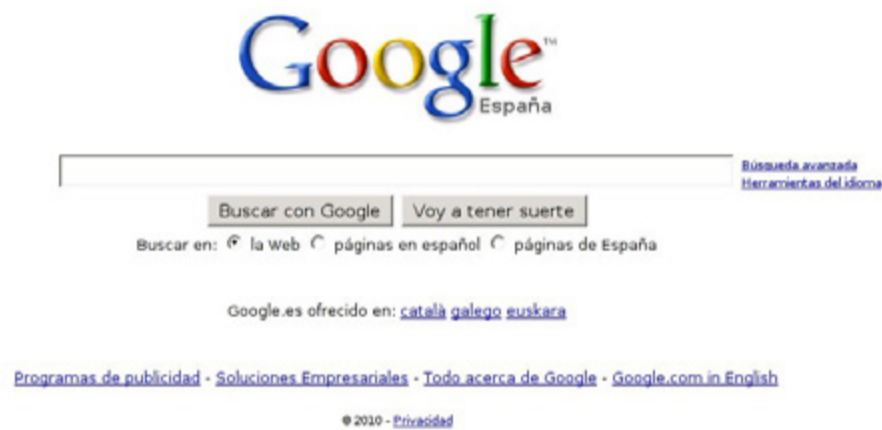 Google™
España
Búsqueda avanzada
Herramientas del idioma
Buscar con Google Voy a tener suerte
Buscar en: la Web páginas en español páginas de España
Google.es ofrecido en: català galego euskara
Programas de publicidad - Soluciones Empresariales - Todo acerca de Google - Google.com in English
© 2010 - Privacidad